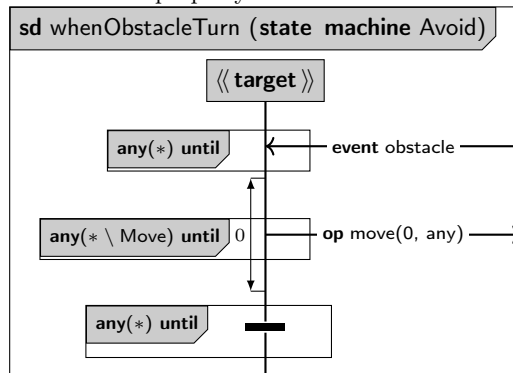 sd whenObstacleTurn (state machine Avoid)
⟪ target ⟫
any(*) until
event obstacle
any(* \ Move) until
0
op move(0, any)
any(*) until